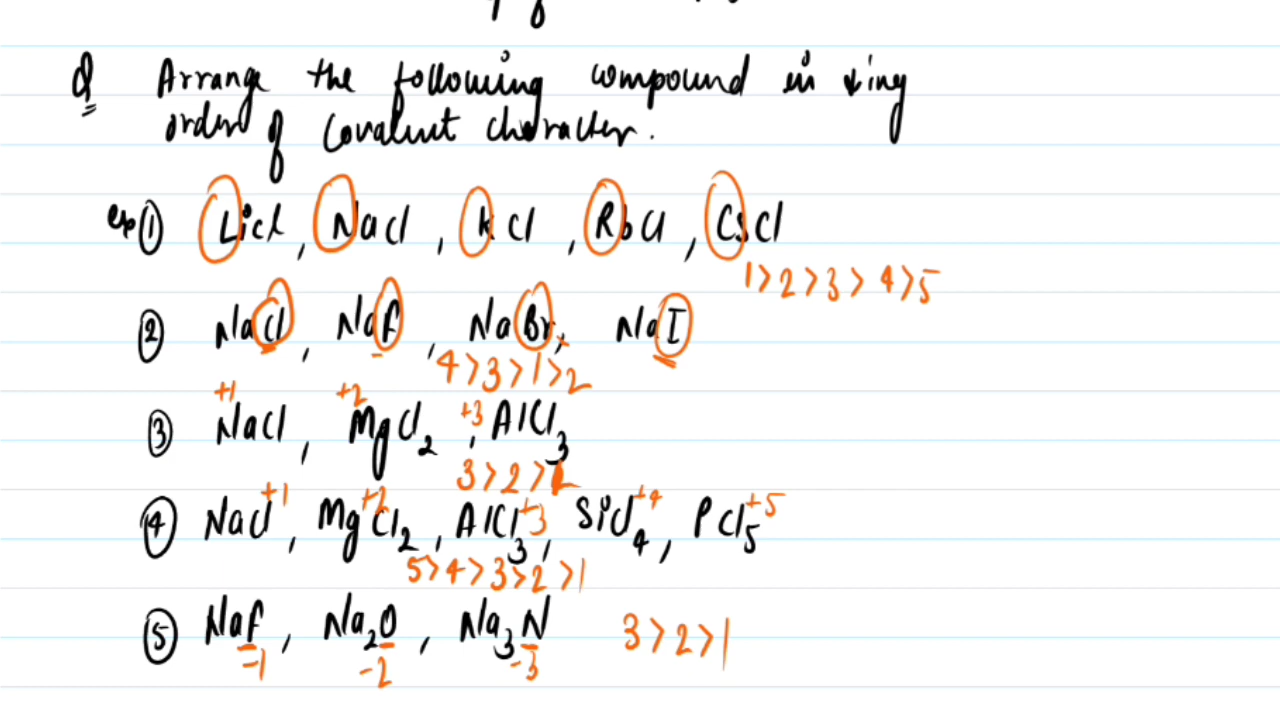 Q Arrange the following compound in ↓ing
order of Covalent character.
ex ① LiCl, NaCl, KCl, RbCl, CsCl
1>2>3>4>5
② NaCl, NaF, NaBr, NaI
4>3>1>2
+1 +2 +3
③ NaCl, MgCl₂, AlCl₃
3>2>1
+1 +2 +3 +4 +5
④ NaCl, MgCl₂, AlCl₃, SiCl₄, PCl₅
5>4>3>2>1
⑤ NaF, Na₂O, Na₃N 3>2>1
-1 -2 -3